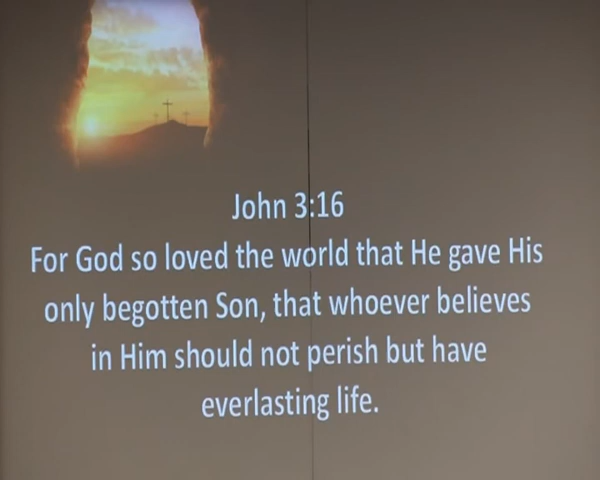 John 3:16
For God so loved the world that He gave His
only begotten Son, that whoever believes
in Him should not perish but have
everlasting life.